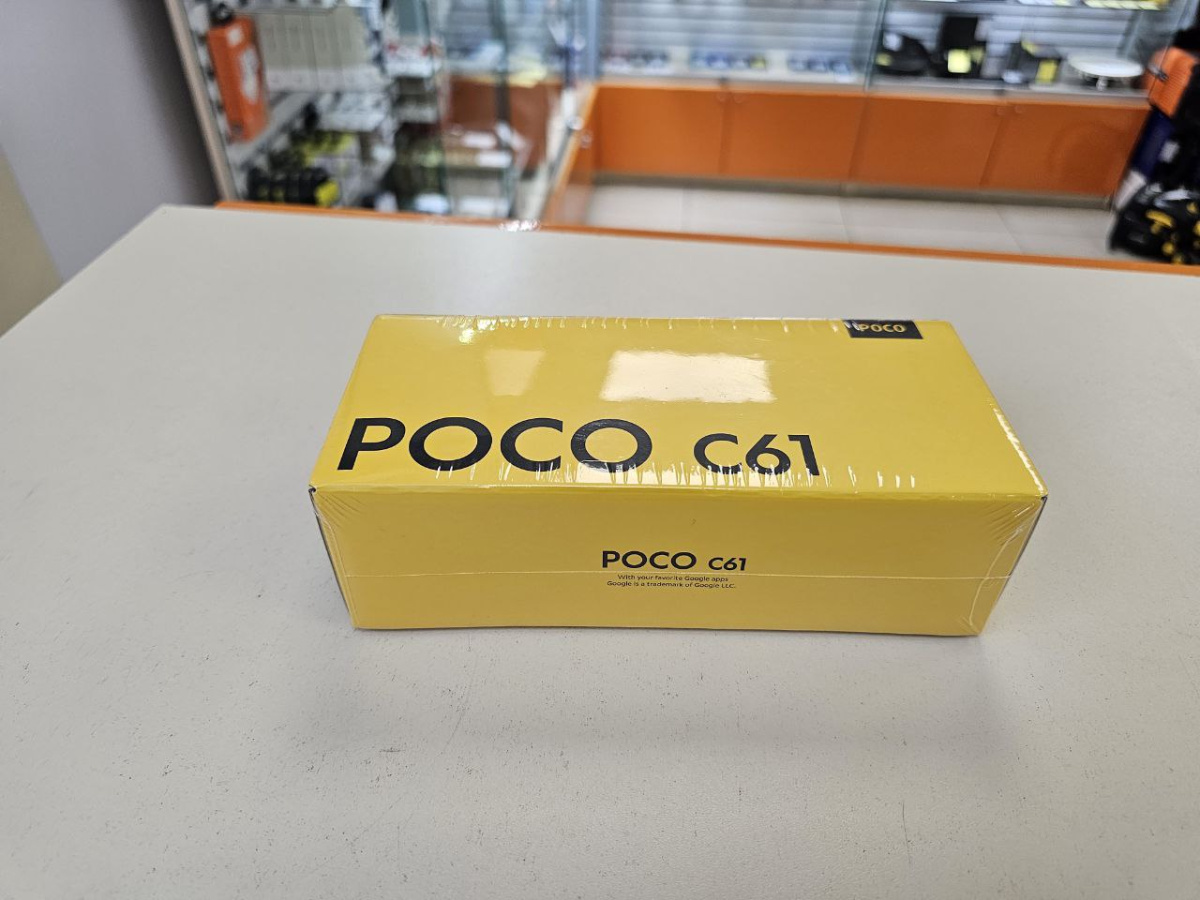 POCO
POCO C61
POCO C61
With your favorite Google apps
Google is a trademark of Google LLC.